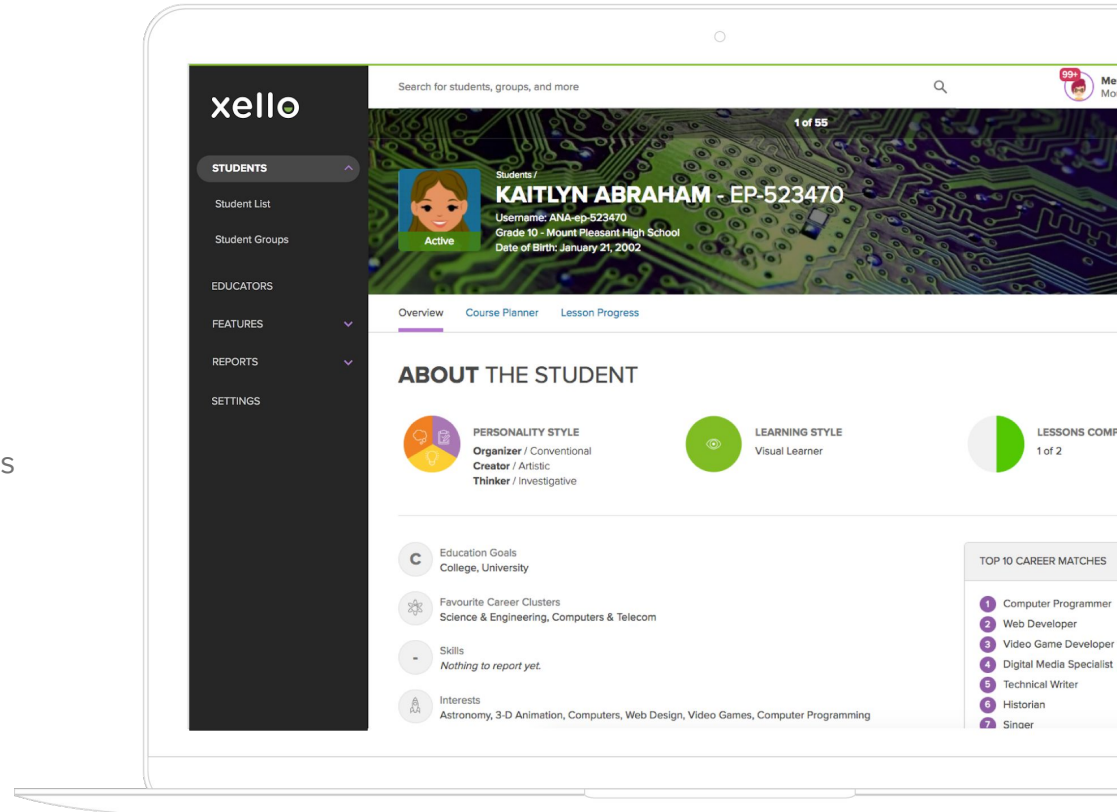 xello
Search for students, groups, and more
99+
1 of 55
STUDENTS
Student List
Student Groups
EDUCATORS
FEATURES
REPORTS
SETTINGS
Students /
KAITLYN ABRAHAM - EP-523470
Username: ANA-ep-523470
Grade 10 - Mount Pleasant High School
Date of Birth: January 21, 2002
Active
Overview Course Planner Lesson Progress
ABOUT THE STUDENT
PERSONALITY STYLE
Organizer / Conventional
Creator / Artistic
Thinker / Investigative
LEARNING STYLE
Visual Learner
LESSONS COMP
1 of 2
C
Education Goals
College, University
Favourite Career Clusters
Science & Engineering, Computers & Telecom
-
Skills
Nothing to report yet.
Interests
Astronomy, 3-D Animation, Computers, Web Design, Video Games, Computer Programming
TOP 10 CAREER MATCHES
1 Computer Programmer
2 Web Developer
3 Video Game Developer
4 Digital Media Specialist
5 Technical Writer
6 Historian
7 Singer
s